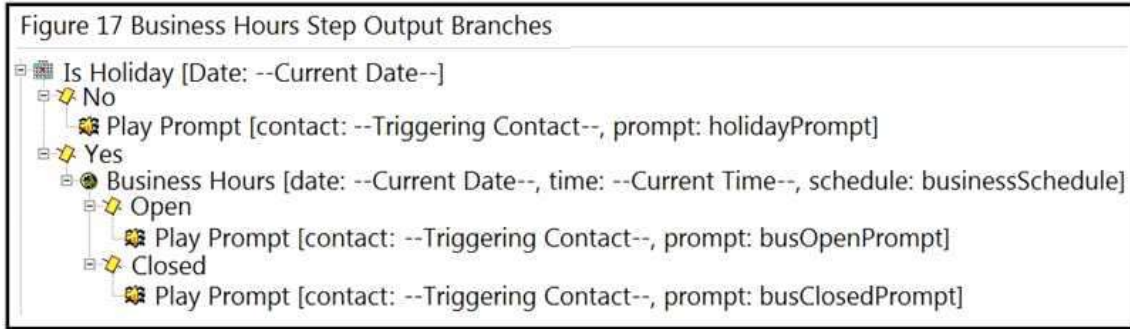 Figure 17 Business Hours Step Output Branches
Is Holiday [Date: --Current Date--]
No
Play Prompt [contact: --Triggering Contact--, prompt: holidayPrompt]
Yes
Business Hours [date: --Current Date--, time: --Current Time--, schedule: businessSchedule]
Open
Play Prompt [contact: --Triggering Contact--, prompt: busOpenPrompt]
Closed
Play Prompt [contact: --Triggering Contact--, prompt: busClosedPrompt]